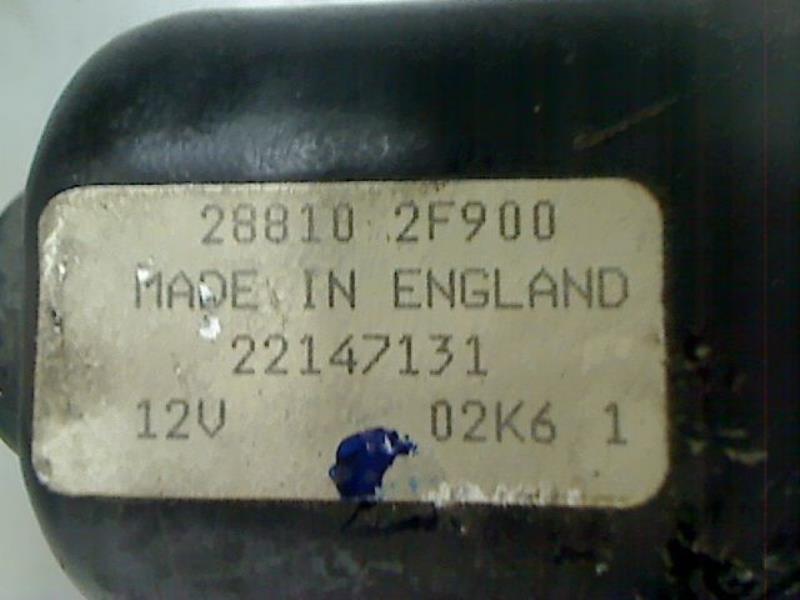 28810 2F900
MADE IN ENGLAND
22147131
12V 02K6 1